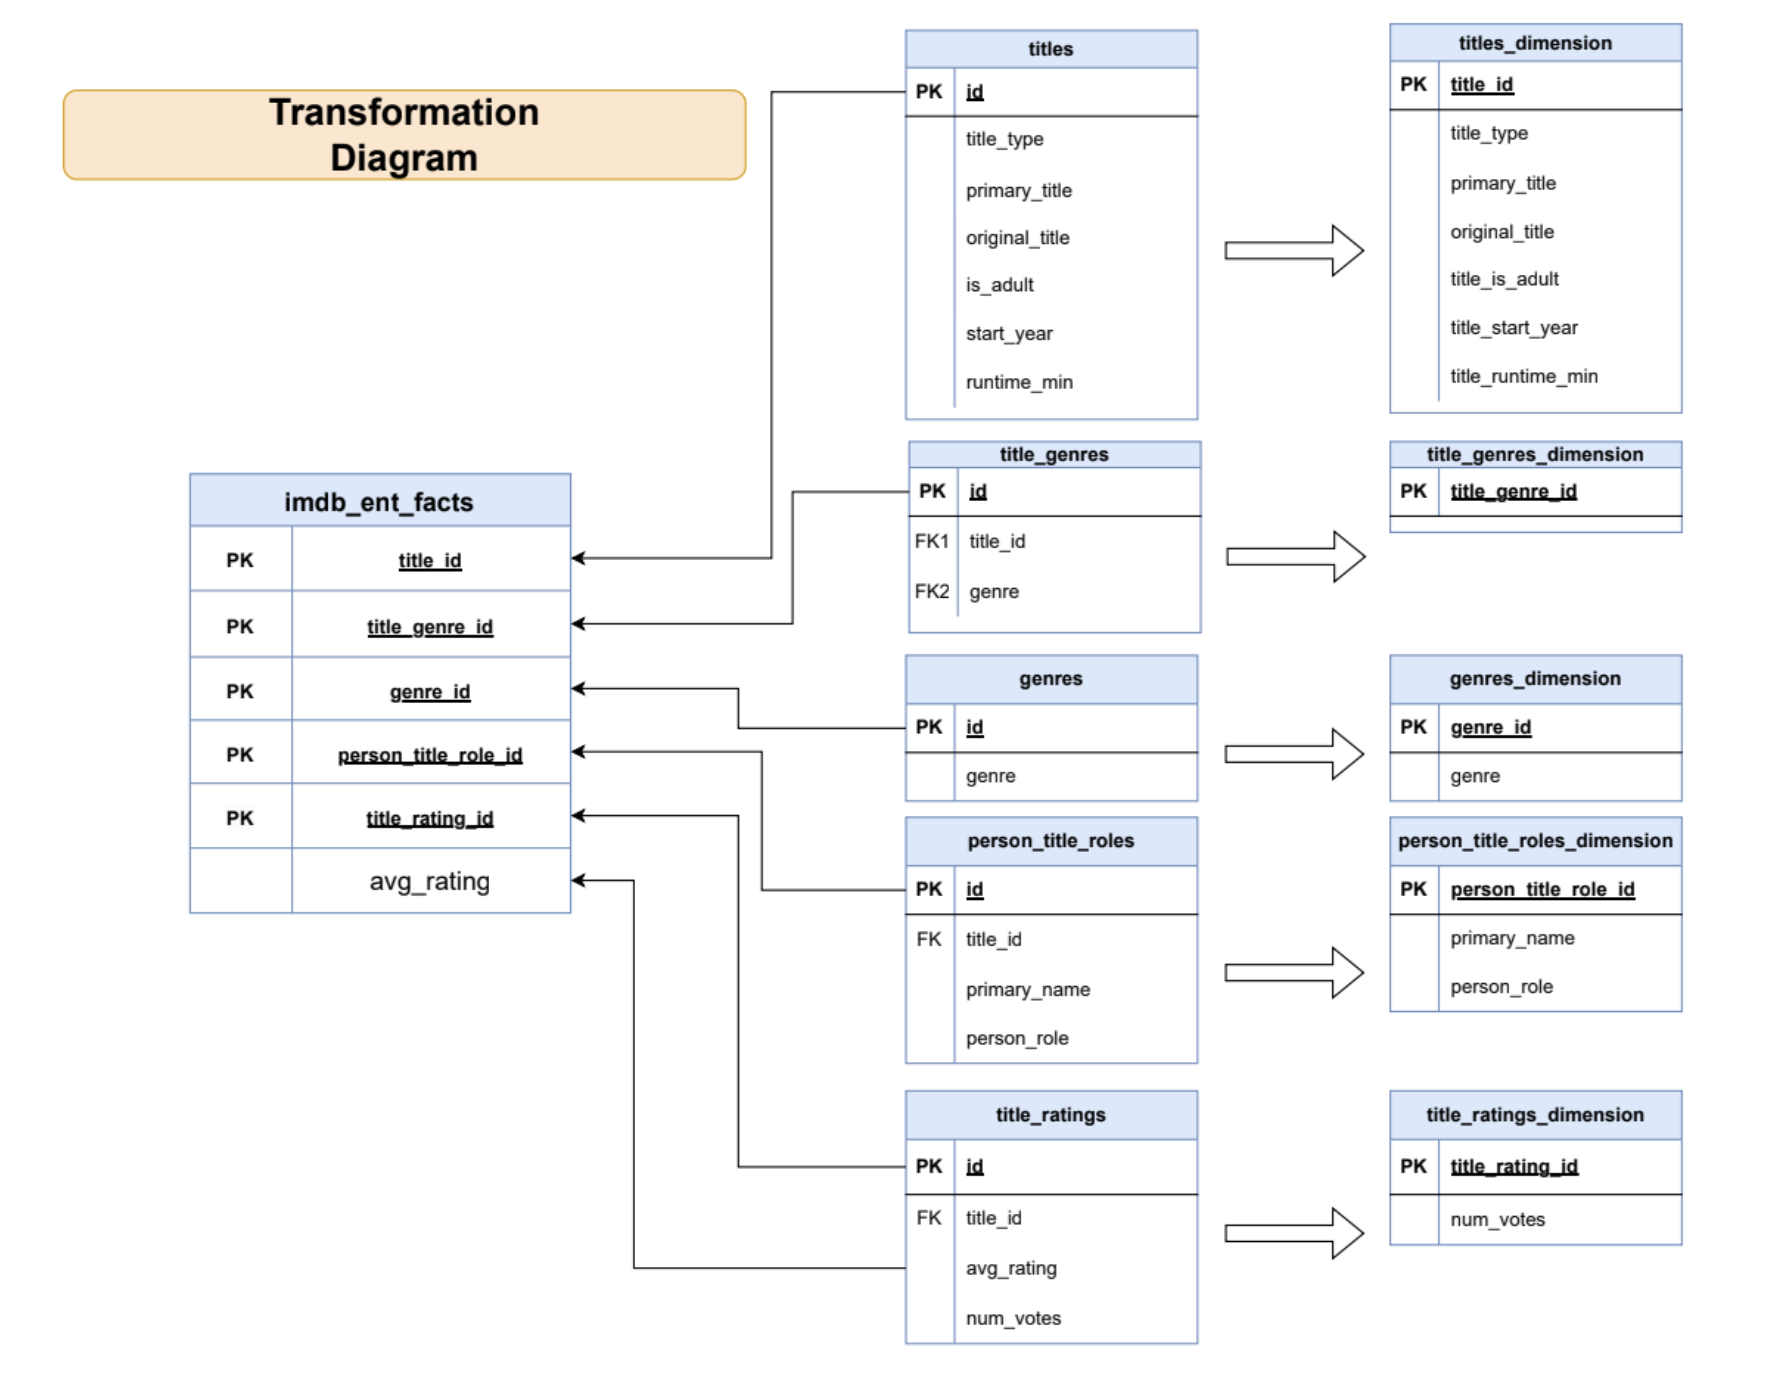 Transformation
Diagram
titles
PK id
title_type
primary_title
original_title
is_adult
start_year
runtime_min
titles_dimension
PK title_id
title_type
primary_title
original_title
title_is_adult
title_start_year
title_runtime_min
imdb_ent_facts
PK title_id
PK title_genre_id
PK genre_id
PK person_title_role_id
PK title_rating_id
avg_rating
title_genres
PK id
FK1 title_id
FK2 genre
title_genres_dimension
PK title_genre_id
genres
PK id
genre
genres_dimension
PK genre_id
genre
person_title_roles
PK id
FK title_id
primary_name
person_role
person_title_roles_dimension
PK person_title_role_id
primary_name
person_role
title_ratings
PK id
FK title_id
avg_rating
num_votes
title_ratings_dimension
PK title_rating_id
num_votes